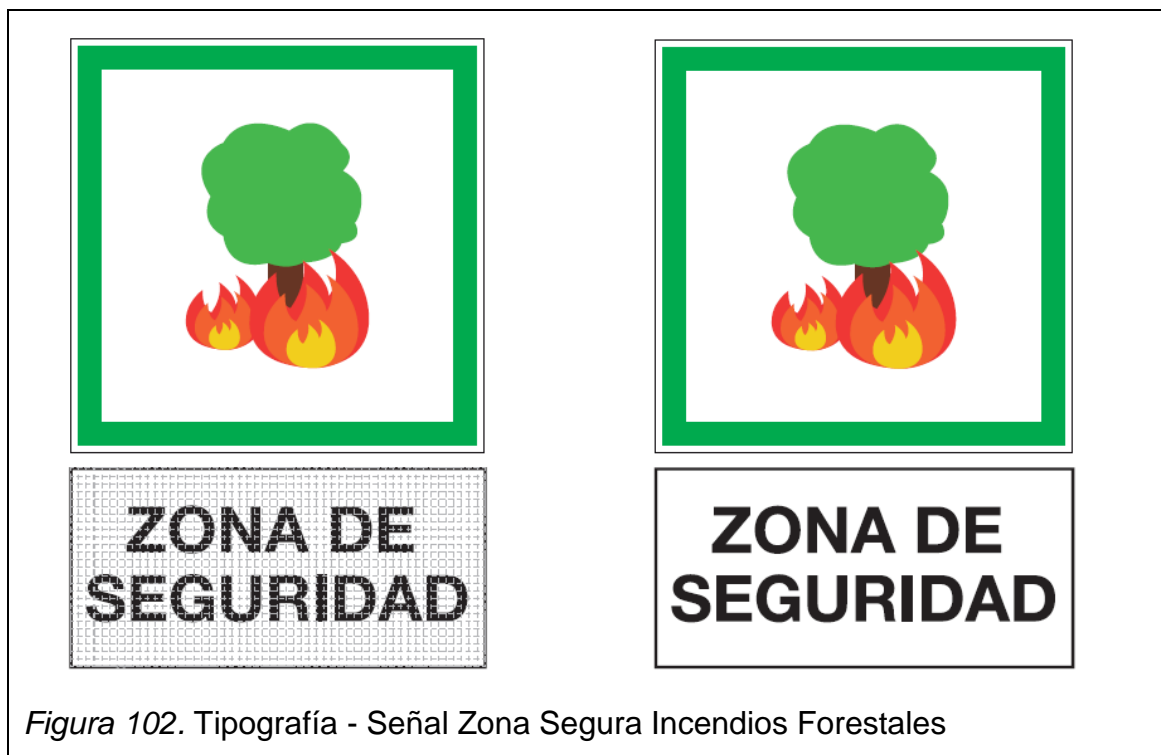 ZONA DE
SEGURIDAD
ZONA DE
SEGURIDAD
Figura 102. Tipografía - Señal Zona Segura Incendios Forestales